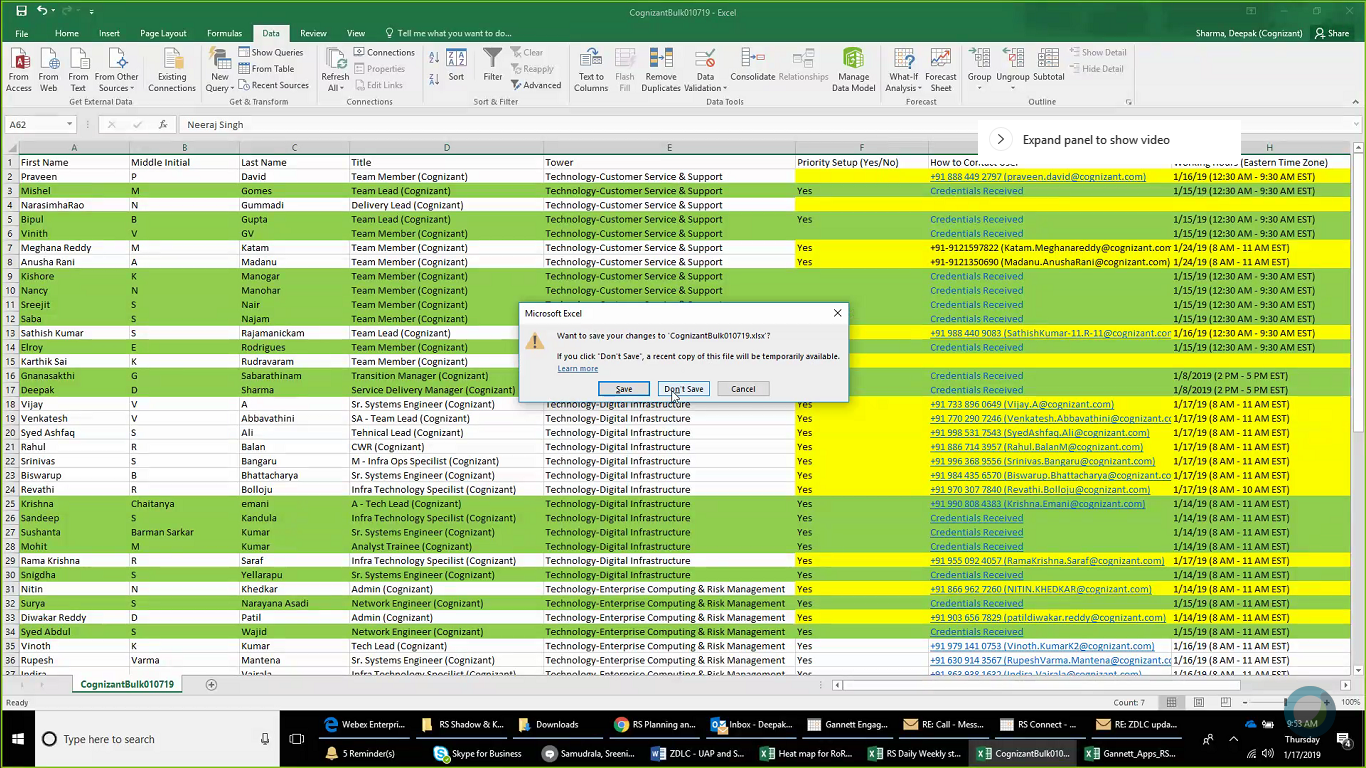 CognizantBulk010719 - Excel
File Home Insert Page Layout Formulas Data Review View Tell me what you want to do... Sharma, Deepak (Cognizant) Share
From Access From Web From Text From Other Sources Existing Connections New Query Show Queries From Table Recent Sources Refresh All Connections Properties Edit Links Sort Filter Clear Reapply Advanced Text to Columns Flash Fill Remove Duplicates Data Validation Consolidate Relationships Manage Data Model What-If Analysis Forecast Sheet Group Ungroup Subtotal Show Detail Hide Detail
Get External Data Get & Transform Connections Sort & Filter Data Tools Forecast Outline
A62 fx Neeraj Singh
Expand panel to show video
A B C D E F H
1 First Name Middle Initial Last Name Title Tower Priority Setup (Yes/No) How to Contact User Working Hours (Eastern Time Zone)
2 Praveen P David Team Member (Cognizant) Technology-Customer Service & Support +91 888 449 2797 (praveen.david@cognizant.com) 1/16/19 (12:30 AM - 9:30 AM EST)
3 Mishel M Gomes Team Lead (Cognizant) Technology-Customer Service & Support Yes Credentials Received 1/15/19 (12:30 AM - 9:30 AM EST)
4 NarasimhaRao N Gummadi Delivery Lead (Cognizant) Technology-Customer Service & Support
5 Bipul B Gupta Team Lead (Cognizant) Technology-Customer Service & Support Yes Credentials Received 1/15/19 (12:30 AM - 9:30 AM EST)
6 Vinith V GV Team Member (Cognizant) Technology-Customer Service & Support Credentials Received 1/15/19 (12:30 AM - 9:30 AM EST)
7 Meghana Reddy M Katam Team Member (Cognizant) Technology-Customer Service & Support Yes +91-9121597822 (Katam.Meghanareddy@cognizant.com 1/24/19 (8 AM - 11 AM EST)
8 Anusha Rani A Madanu Team Member (Cognizant) Technology-Customer Service & Support Yes +91-9121350690 (Madanu.AnushaRani@cognizant.com) 1/24/19 (8 AM - 11 AM EST)
9 Kishore K Manogar Team Member (Cognizant) Technology-Customer Service & Support Credentials Received 1/15/19 (12:30 AM - 9:30 AM EST)
10 Nancy N Manohar Team Member (Cognizant) Technology-Customer Service & Support Credentials Received 1/15/19 (12:30 AM - 9:30 AM EST)
11 Sreejit S Nair Team Member (Cognizant) Credentials Received 1/15/19 (12:30 AM - 9:30 AM EST)
12 Saba S Najam Team Member (Cognizant) Credentials Received 1/15/19 (12:30 AM - 9:30 AM EST)
13 Sathish Kumar S Rajamanickam Team Member (Cognizant) +91 988 440 9083 (SathishKumar-11.R-11@cognizant.com 1/16/19 (12:30 AM - 9:30 AM EST)
14 Elroy E Rodrigues Team Member (Cognizant) Credentials Received 1/15/19 (12:30 AM - 9:30 AM EST)
15 Karthik Sai K Rudravaram Team Member (Cognizant)
16 Gnanasakthi G Sabarathinam Transition Manager (Cognizant) 1/8/2019 (2 PM - 5 PM EST)
17 Deepak D Sharma Service Delivery Manager (Cognizant) 1/8/2019 (2 PM - 5 PM EST)
Microsoft Excel
Want to save your changes to 'CognizantBulk010719.xlsx'?
If you click 'Don't Save', a recent copy of this file will be temporarily available.
Learn more
Save Don't Save Cancel
18 Vijay V A Sr. Systems Engineer (Cognizant) Technology-Digital Infrastructure Yes +91 733 896 0649 (Vijay.A@cognizant.com) 1/17/19 (8 AM - 11 AM EST)
19 Venkatesh V Abbavathini SA - Team Lead (Cognizant) Technology-Digital Infrastructure Yes +91 770 290 7246 (Venkatesh.Abbavathini@cognizant.com) 1/17/19 (8 AM - 11 AM EST)
20 Syed Ashfaq S Ali Tehnical Lead (Cognizant) Technology-Digital Infrastructure Yes +91 998 531 7543 (SyedAshfaq.Ali@cognizant.com) 1/17/19 (8 AM - 11 AM EST)
21 Rahul R Balan CWR (Cognizant) Technology-Digital Infrastructure Yes +91 886 714 3957 (Rahul.BalanM@cognizant.com) 1/17/19 (8 AM - 11 AM EST)
22 Srinivas S Bangaru M - Infra Ops Specilist (Cognizant) Technology-Digital Infrastructure Yes +91 996 368 9556 (Srinivas.Bangaru@cognizant.com) 1/17/19 (8 AM - 11 AM EST)
23 Biswarup B Bhattacharya Sr. Systems Engineer (Cognizant) Technology-Digital Infrastructure Yes +91 984 435 6570 (Biswarup.Bhattacharya@cognizant.com) 1/17/19 (8 AM - 11 AM EST)
24 Revathi R Bolloju Infra Technology Specilist (Cognizant) Technology-Digital Infrastructure Yes +91 970 307 7840 (Revathi.Bolloju@cognizant.com) 1/17/19 (8 AM - 10 AM EST)
25 Krishna Chaitanya emani A - Tech Lead (Cognizant) Technology-Digital Infrastructure Yes +91 990 808 4383 (Krishna.Emani@cognizant.com) 1/14/19 (8 AM - 11 AM EST)
26 Sandeep S Kandula Infra Technology Specilist (Cognizant) Technology-Digital Infrastructure Yes Credentials Received 1/14/19 (8 AM - 11 AM EST)
27 Sushanta Barman Sarkar Sr. Systems Engineer (Cognizant) Technology-Digital Infrastructure Yes Credentials Received 1/14/19 (8 AM - 11 AM EST)
28 Mohit M Kumar Analyst Trainee (Cognizant) Technology-Digital Infrastructure Yes Credentials Received 1/14/19 (8 AM - 11 AM EST)
29 Rama Krishna R Saraf Infra Technology Specilist (Cognizant) Technology-Digital Infrastructure Yes +91 955 092 4057 (RamaKrishna.Saraf@cognizant.com) 1/14/19 (8 AM - 11 AM EST)
30 Snigdha S Yellarapu Sr. Systems Engineer (Cognizant) Technology-Digital Infrastructure Yes Credentials Received 1/14/19 (8 AM - 11 AM EST)
31 Nitin N Khedkar Admin (Cognizant) Technology-Enterprise Computing & Risk Management Yes +91 866 962 7260 (NITIN.KHEDKAR@cognizant.com) 1/14/19 (8 AM - 11 AM EST)
32 Surya S Narayana Asadi Network Engineer (Cognizant) Technology-Enterprise Computing & Risk Management Yes Credentials Received 1/15/19 (8 AM - 11 AM EST)
33 Diwakar Reddy D Patil Admin (Cognizant) Technology-Enterprise Computing & Risk Management Yes +91 903 656 7829 (patildiwakar.reddy@cognizant.com) 1/14/19 (8 AM - 11 AM EST)
34 Syed Abdul S Wajid Network Engineer (Cognizant) Technology-Enterprise Computing & Risk Management Yes Credentials Received 1/14/19 (8 AM - 11 AM EST)
35 Vinoth K Kumar Tech Lead (Cognizant) Technology-Enterprise Computing & Risk Management Yes +91 979 141 0753 (Vinoth.KumarK2@cognizant.com) 1/15/19 (8 AM - 11 AM EST)
36 Rupesh Varma Mantena Sr. Systems Engineer (Cognizant) Technology-Enterprise Computing & Risk Management Yes +91 630 914 3567 (RupeshVarma.Mantena@cognizant.com 1/15/19 (8 AM - 11 AM EST)
CognizantBulk010719
Ready Count: 7 100%
Type here to search Webex Enterpri... RS Shadow & K... Downloads RS Planning an... Inbox - Deepak... Gannett Engag... RE: Call - Mess... RS Connect - ... RE: ZDLC upda... 9:53 AM
Thursday
5 Reminder(s) Skype for Business Samudrala, Sreeni... ZDLC - UAP and S... Heat map for RoR... RS Daily Weekly st... CognizantBulk010... Gannett_Apps_RS... 1/17/2019 4